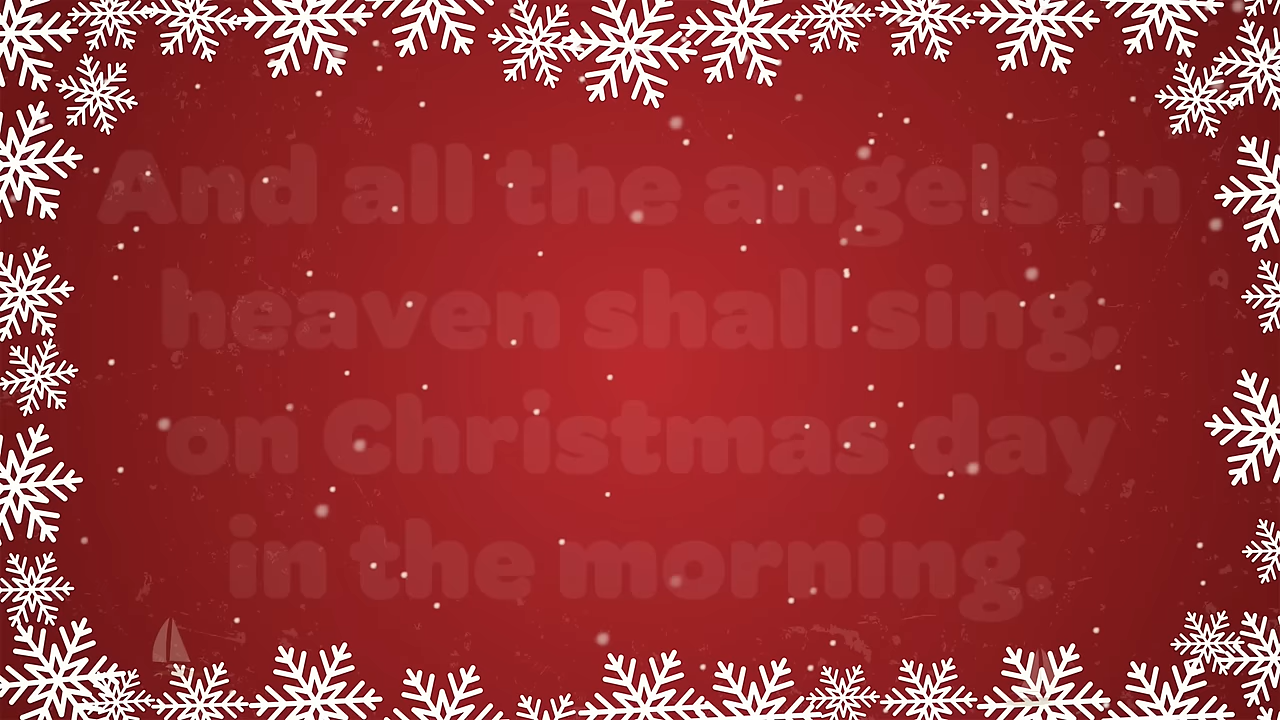 And all the angels in
heaven shall sing,
on Christmas day
in the morning.